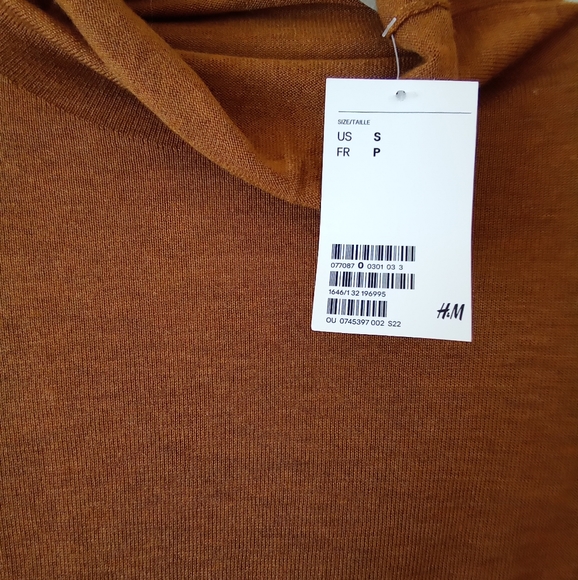 SIZE/TAILLE
US S
FR P
077087 0 0301 03 3
1646/1 32 196995
OU 0745397 002 S22
H&M